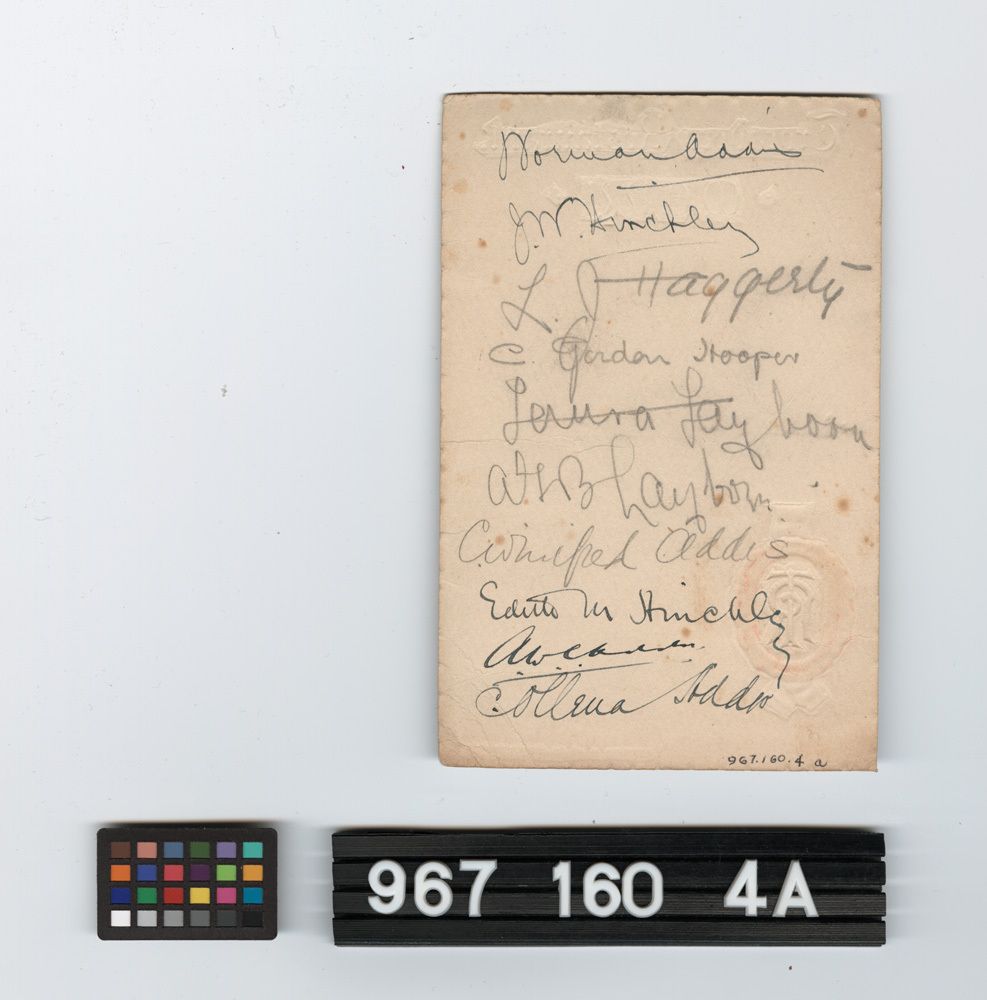 Norman Addis
J.W. Hinchley
L. J Haggerty
C. Gordon Hooper
Laura Laybourn
Laybourn
C. Winifred Addis
Edith M Hinchley
C. Ollena Addis
967.160.4 a
967 160 4A